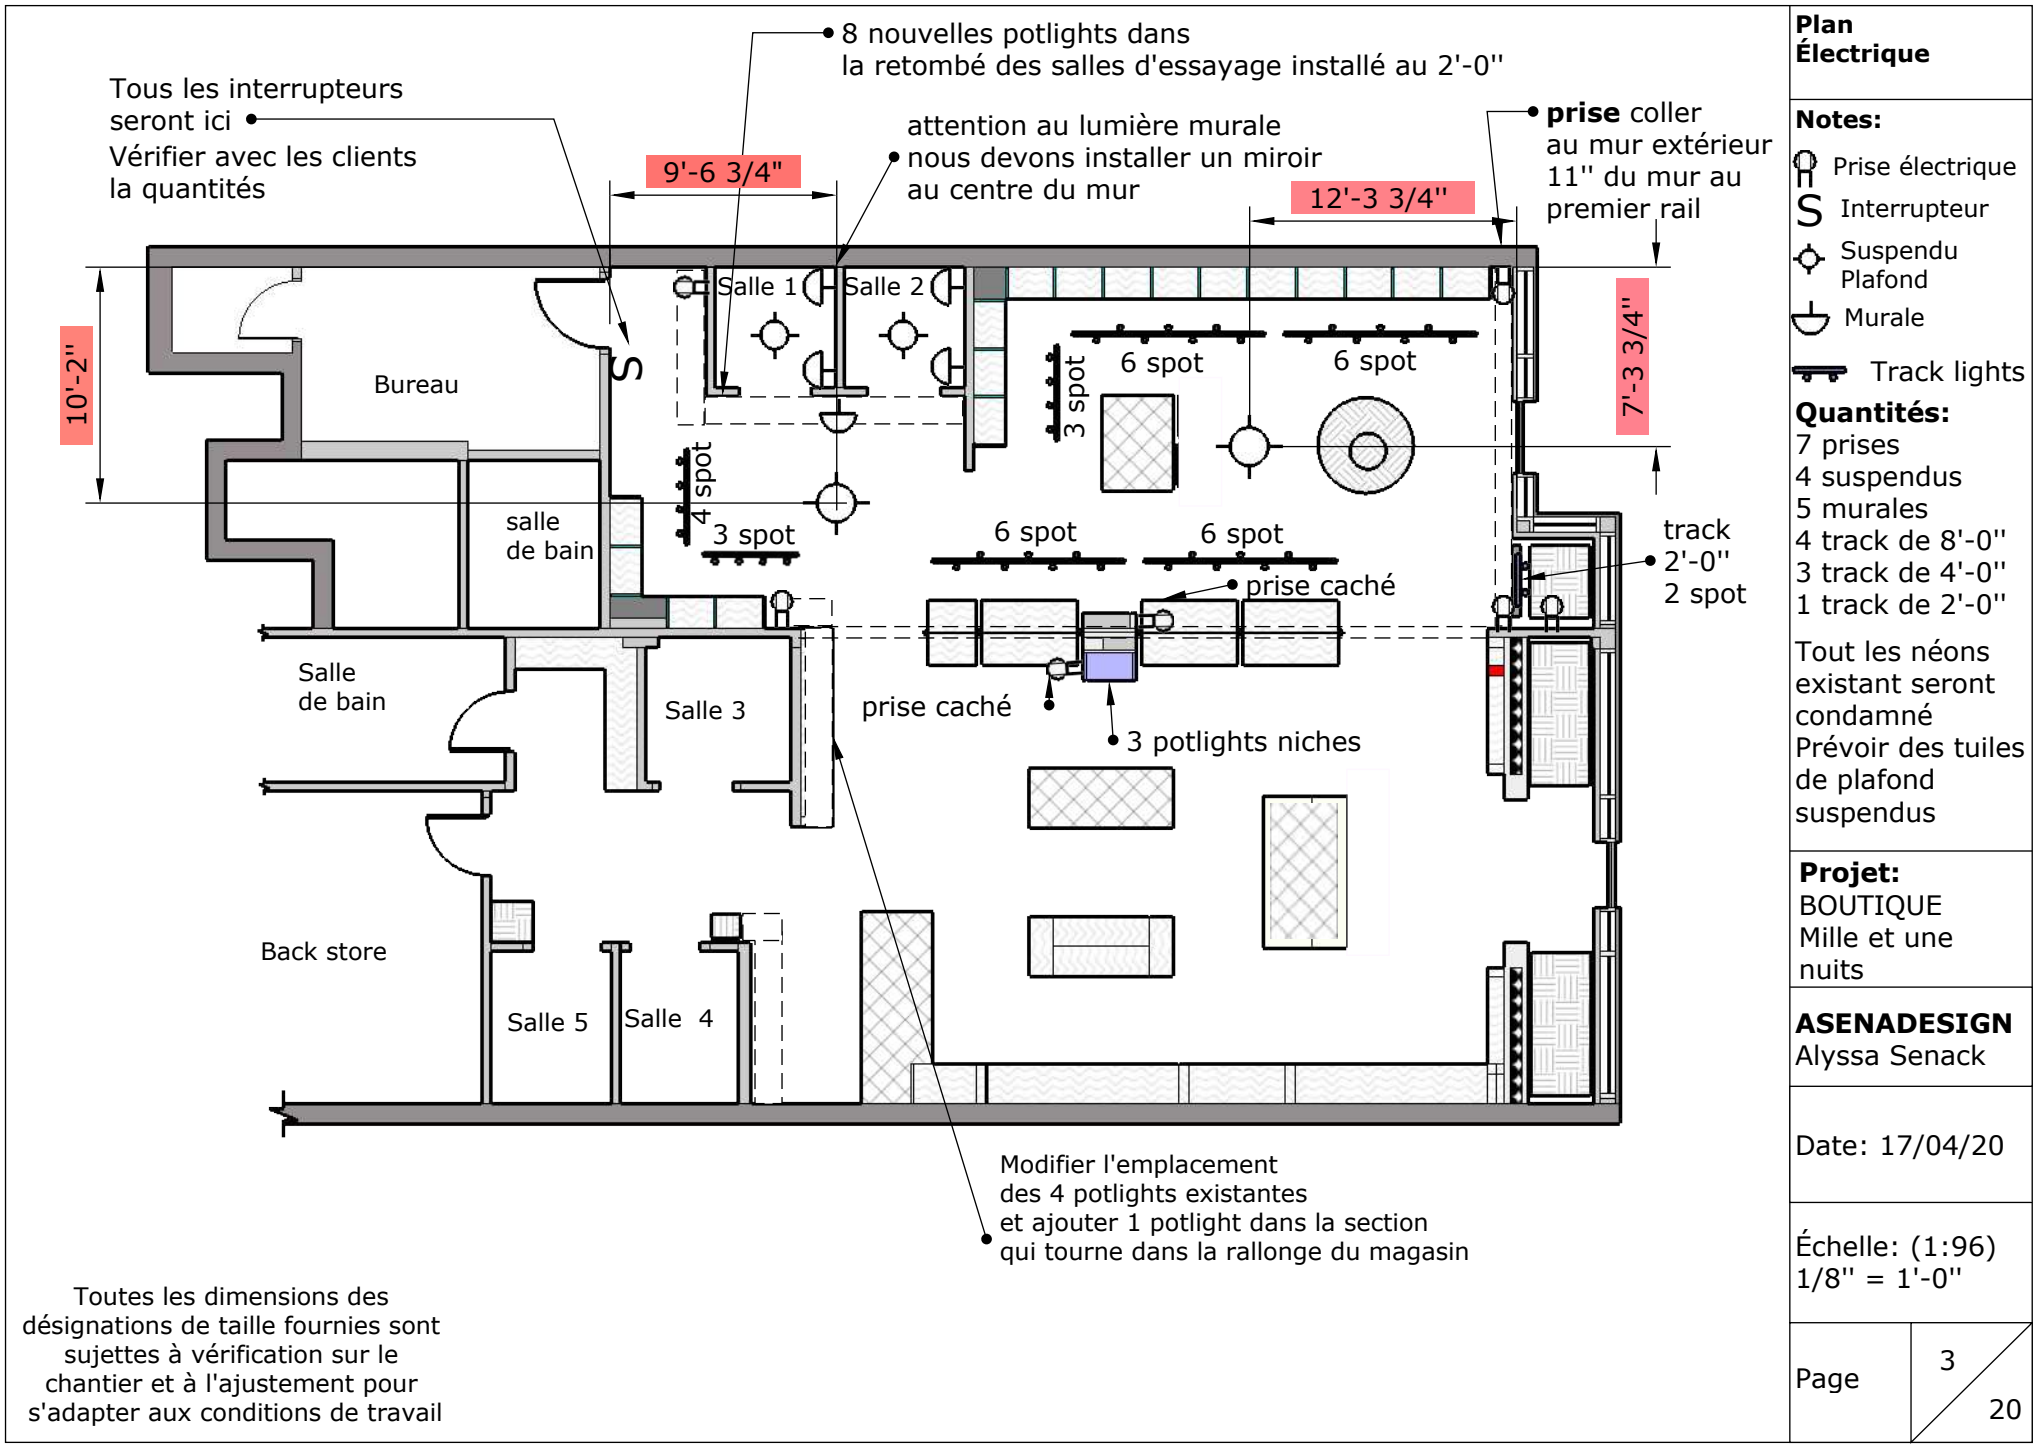 8 nouvelles potlights dans
la retombé des salles d'essayage installé au 2'-0''
Tous les interrupteurs
seront ici
Vérifier avec les clients
la quantités
attention au lumière murale
nous devons installer un miroir
au centre du mur
prise coller
au mur extérieur
11'' du mur au
premier rail
9'-6 3/4"
12'-3 3/4''
10'-2''
7'-3 3/4''
Salle 1
Salle 2
S
Bureau
6 spot
6 spot
3 spot
4 spot
3 spot
6 spot
6 spot
salle
de bain
track
2'-0''
2 spot
prise caché
prise caché
3 potlights niches
Salle
de bain
Salle 3
Back store
Salle 5
Salle 4
Modifier l'emplacement
des 4 potlights existantes
et ajouter 1 potlight dans la section
qui tourne dans la rallonge du magasin
Toutes les dimensions des
désignations de taille fournies sont
sujettes à vérification sur le
chantier et à l'ajustement pour
s'adapter aux conditions de travail
Plan
Électrique
Notes:
Prise électrique
S Interrupteur
Suspendu
Plafond
Murale
Track lights
Quantités:
7 prises
4 suspendus
5 murales
4 track de 8'-0''
3 track de 4'-0''
1 track de 2'-0''
Tout les néons
existant seront
condamné
Prévoir des tuiles
de plafond
suspendus
Projet:
BOUTIQUE
Mille et une
nuits
ASENADESIGN
Alyssa Senack
Date: 17/04/20
Échelle: (1:96)
1/8'' = 1'-0''
Page 3
20